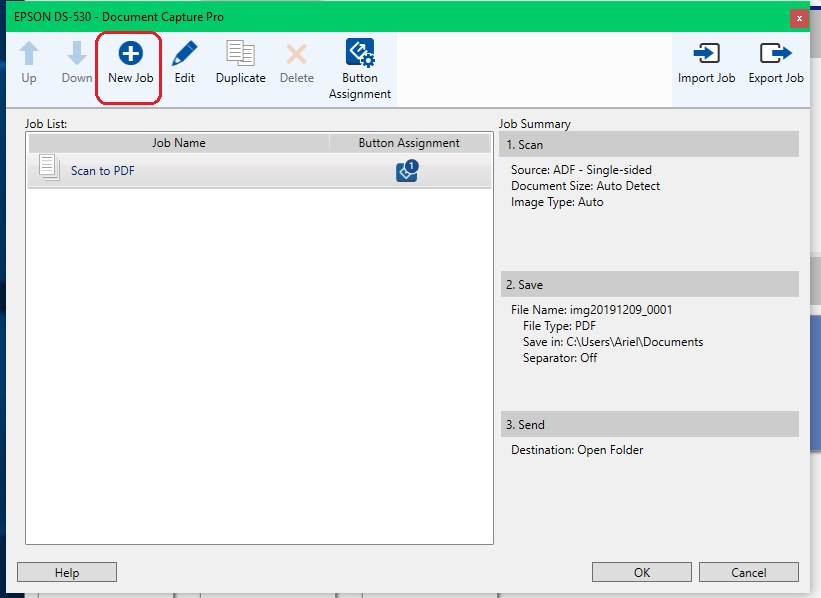 EPSON DS-530 - Document Capture Pro
x
Up
Down
New Job
Edit
Duplicate
Delete
Button
Assignment
Import Job
Export Job
Job List:
Job Name
Button Assignment
Scan to PDF
1
Job Summary
1. Scan
Source: ADF - Single-sided
Document Size: Auto Detect
Image Type: Auto
2. Save
File Name: img20191209_0001
File Type: PDF
Save in: C:\Users\Ariel\Documents
Separator: Off
3. Send
Destination: Open Folder
Help
OK
Cancel